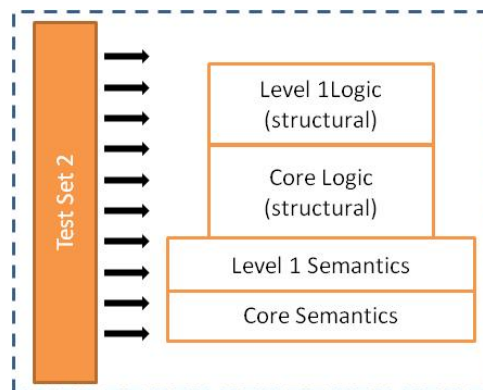 Test Set 2
Level 1Logic
(structural)
Core Logic
(structural)
Level 1 Semantics
Core Semantics